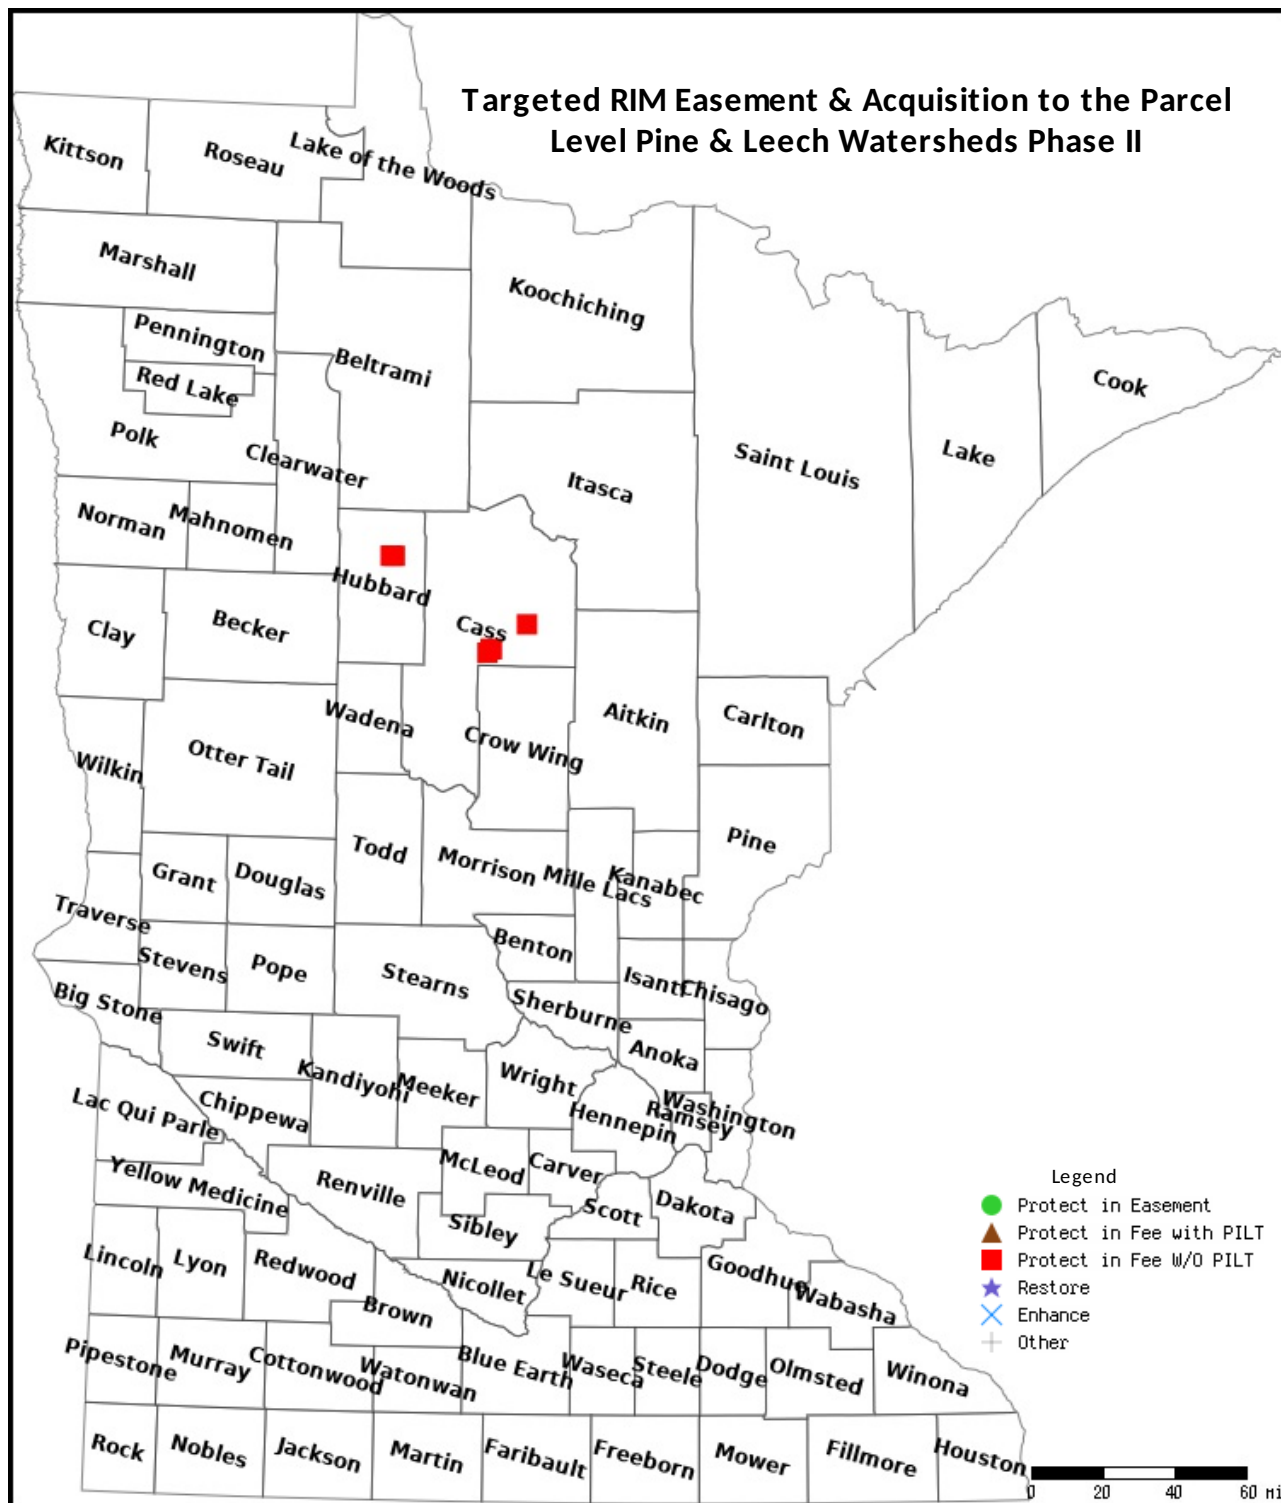 Targeted RIM Easement & Acquisition to the Parcel
Level Pine & Leech Watersheds Phase II
Kittson
Roseau
Lake of the Woods
Marshall
Koochiching
Pennington
Beltrami
Red Lake
Cook
Polk
Clearwater
Saint Louis
Lake
Itasca
Norman
Mahnomen
Hubbard
Clay
Becker
Cass
Wadena
Aitkin
Carlton
Otter Tail
Crow Wing
Wilkin
Todd
Morrison
Pine
Grant
Douglas
Mille Lacs
Kanabec
Traverse
Benton
Stevens
Pope
Stearns
Isanti
Chisago
Big Stone
Sherburne
Swift
Anoka
Kandiyohi
Meeker
Wright
Lac Qui Parle
Chippewa
Hennepin
Ramsey
Washington
Yellow Medicine
Renville
McLeod
Carver
Scott
Dakota
Sibley
Lincoln
Lyon
Redwood
Nicollet
Le Sueur
Rice
Goodhue
Wabasha
Brown
Pipestone
Murray
Cottonwood
Watonwan
Blue Earth
Waseca
Steele
Dodge
Olmsted
Winona
Rock
Nobles
Jackson
Martin
Faribault
Freeborn
Mower
Fillmore
Houston
Legend
Protect in Easement
Protect in Fee with PILT
Protect in Fee W/O PILT
Restore
Enhance
Other
0 20 40 60 Mi